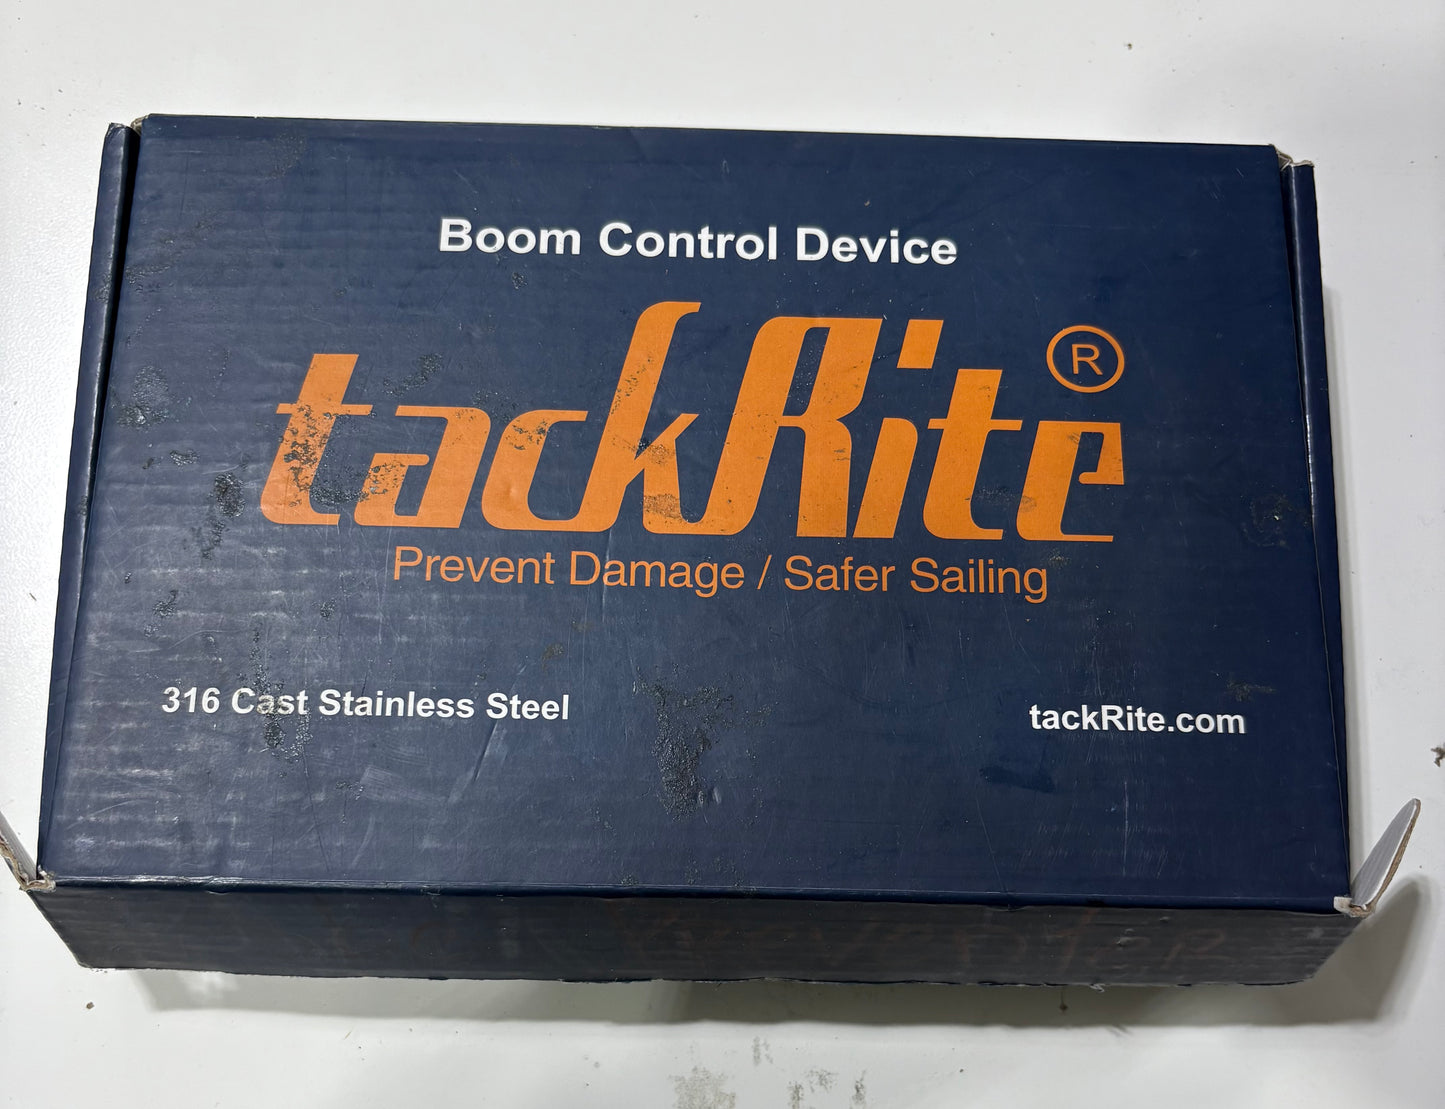 Boom Control Device
tackRite®
Prevent Damage / Safer Sailing
316 Cast Stainless Steel
tackRite.com